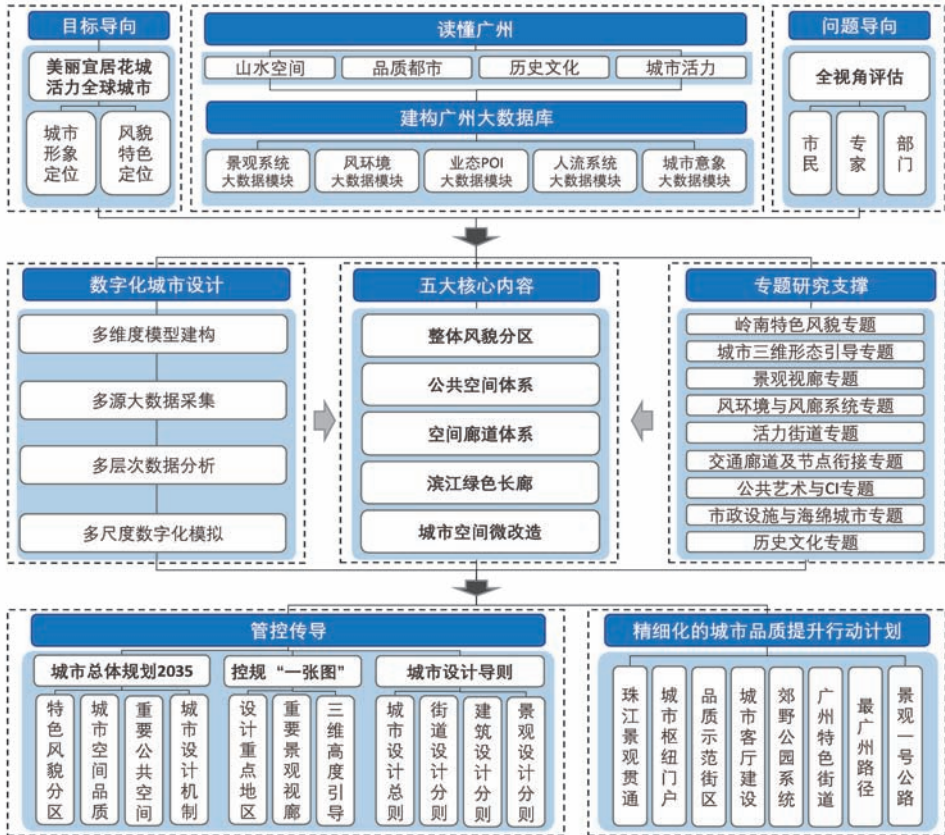 目标导向
美丽宜居花城
活力全球城市
城市
形象
定位
风貌
特色
定位
读懂广州
山水空间
品质都市
历史文化
城市活力
建构广州大数据库
景观系统
大数据模块
风环境
大数据模块
业态POI
大数据模块
人流系统
大数据模块
城市意象
大数据模块
问题导向
全视角评估
市民
专家
部门
数字化城市设计
多维度模型建构
多源大数据采集
多层次数据分析
多尺度数字化模拟
五大核心内容
整体风貌分区
公共空间体系
空间廊道体系
滨江绿色长廊
城市空间微改造
专题研究支撑
岭南特色风貌专题
城市三维形态引导专题
景观视廊专题
风环境与风廊系统专题
活力街道专题
交通廊道及节点衔接专题
公共艺术与CI专题
市政设施与海绵城市专题
历史文化专题
管控传导
城市总体规划2035
特色风貌分区
城市空间品质
重要公共空间
城市设计机制
控规“一张图”
设计重点地区
重要景观视廊
三维高度引导
城市设计导则
城市设计总则
街道设计分则
建筑设计分则
景观设计分则
精细化的城市品质提升行动计划
珠江景观贯通
城市枢纽门户
品质示范街区
城市客厅建设
郊野公园系统
广州特色街道
最广州路径
景观一号公路